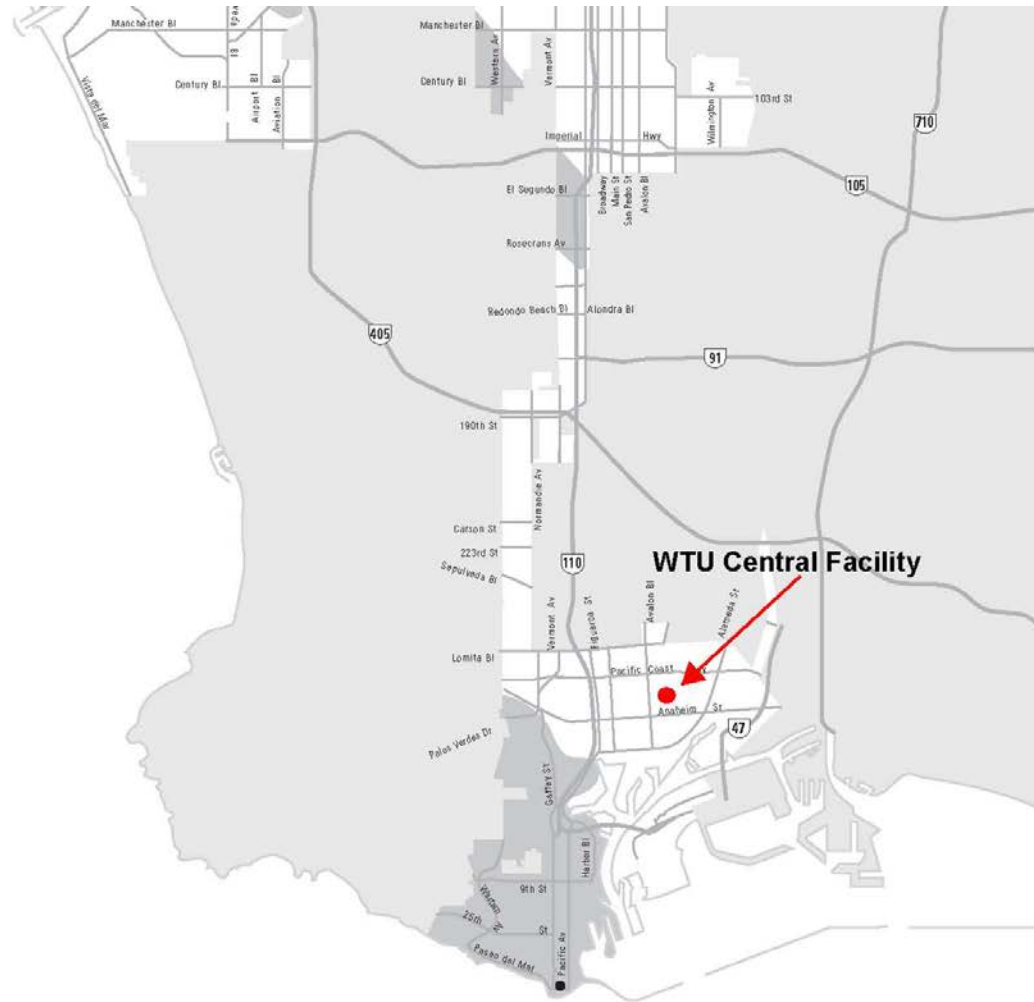 Manchester Bl
Manchester Bl
Western Av
Vermont Av
Vista del Mar
Century Bl
Airport Bl
Aviation Bl
Century Bl
103rd St
Wilmington Av
710
Imperial Hwy
105
El Segundo Bl
Broadway
Main St
San Pedro St
Avalon Bl
Rosecrans Av
Redondo Beach Bl
Alondra Bl
405
91
190th St
Normandie Av
Carson St
223rd St
Sepulveda Bl
110
WTU Central Facility
Vermont Av
Figueroa St
Avalon Bl
Alameda St
Lomita Bl
Pacific Coast
Anaheim St
47
Palos Verdes Dr
Gaffey St
Harbor Bl
9th St
Western Av
25th St
Pacific Av
Paseo del Mar